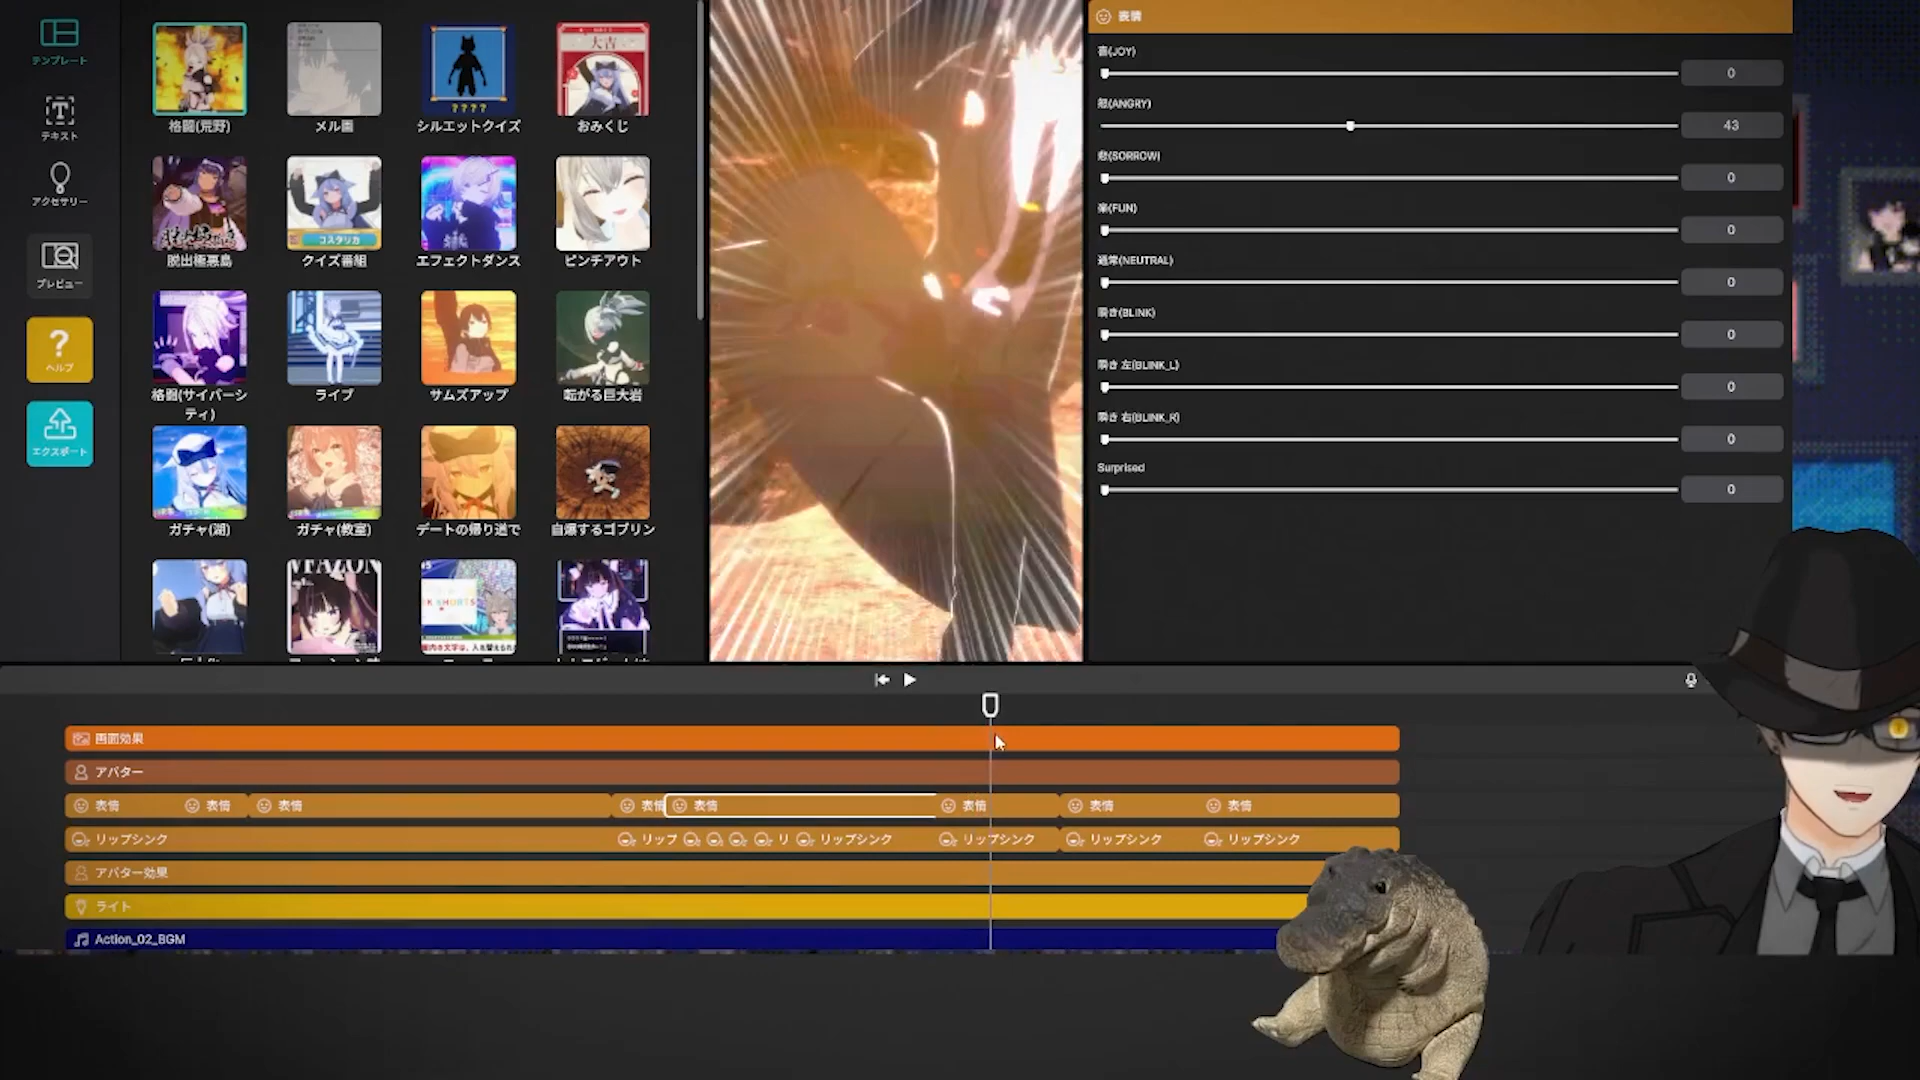 テンプレート
テキスト
アクセサリー
プレビュー
?
ヘルプ
エクスポート
格闘(荒野)
メル画
????
シルエットクイズ
大吉
おみくじ
脱出極悪島
コスタリカ
クイズ番組
エフェクトダンス
ピンチアウト
格闘(サイバーシ
ティ)
ライブ
サムズアップ
転がる巨大岩
ガチャ(湖)
ガチャ(教室)
デートの帰り道で
自爆するゴブリン
表情
喜(JOY)
0
怒(ANGRY)
43
悲(SORROW)
0
楽(FUN)
0
通常(NEUTRAL)
0
瞬き(BLINK)
0
瞬き 左(BLINK_L)
0
瞬き 右(BLINK_R)
0
Surprised
0
画面効果
アバター
表情 表情 表情 表情 表情 表情 表情 表情
リップシンク リップ リ リップシンク リップシンク リップシンク リップシンク
アバター効果
ライト
Action_02_BGM